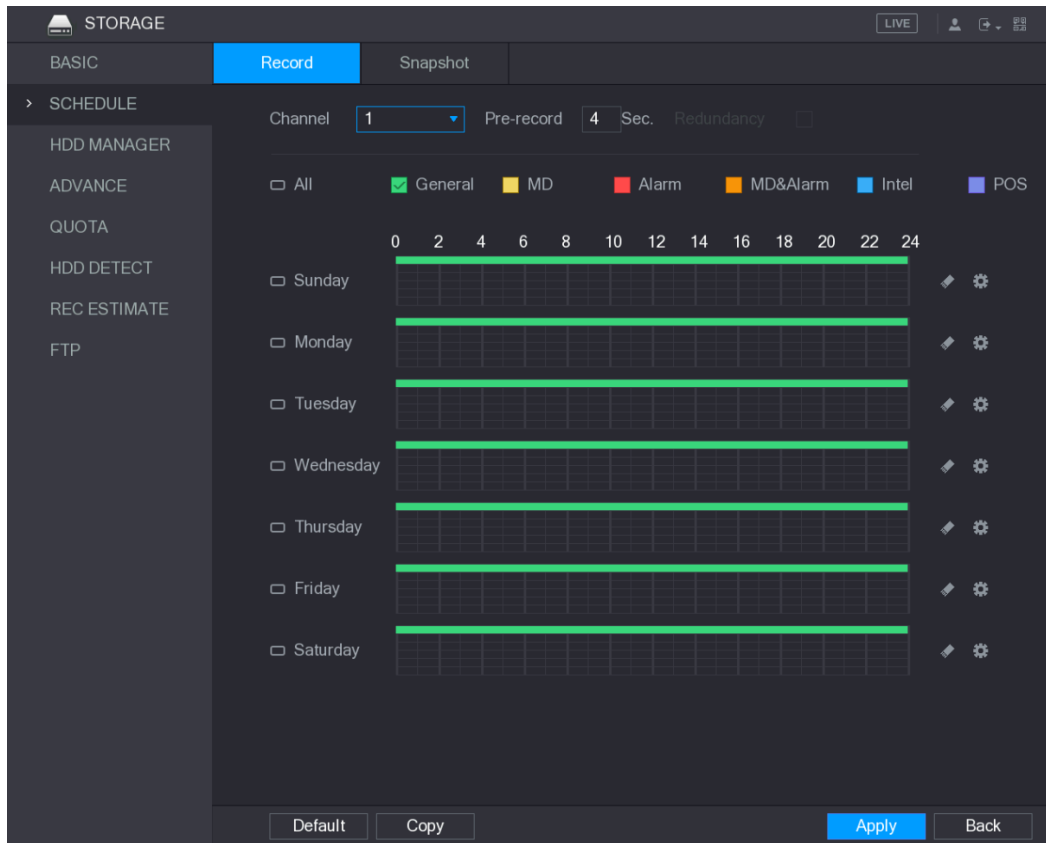 STORAGE LIVE
BASIC Record Snapshot
SCHEDULE
Channel 1 Pre-record 4 Sec. Redundancy
HDD MANAGER
ADVANCE
All General MD Alarm MD&Alarm Intel POS
QUOTA
0 2 4 6 8 10 12 14 16 18 20 22 24
HDD DETECT
Sunday
REC ESTIMATE
Monday
FTP
Tuesday
Wednesday
Thursday
Friday
Saturday
Default Copy Apply Back